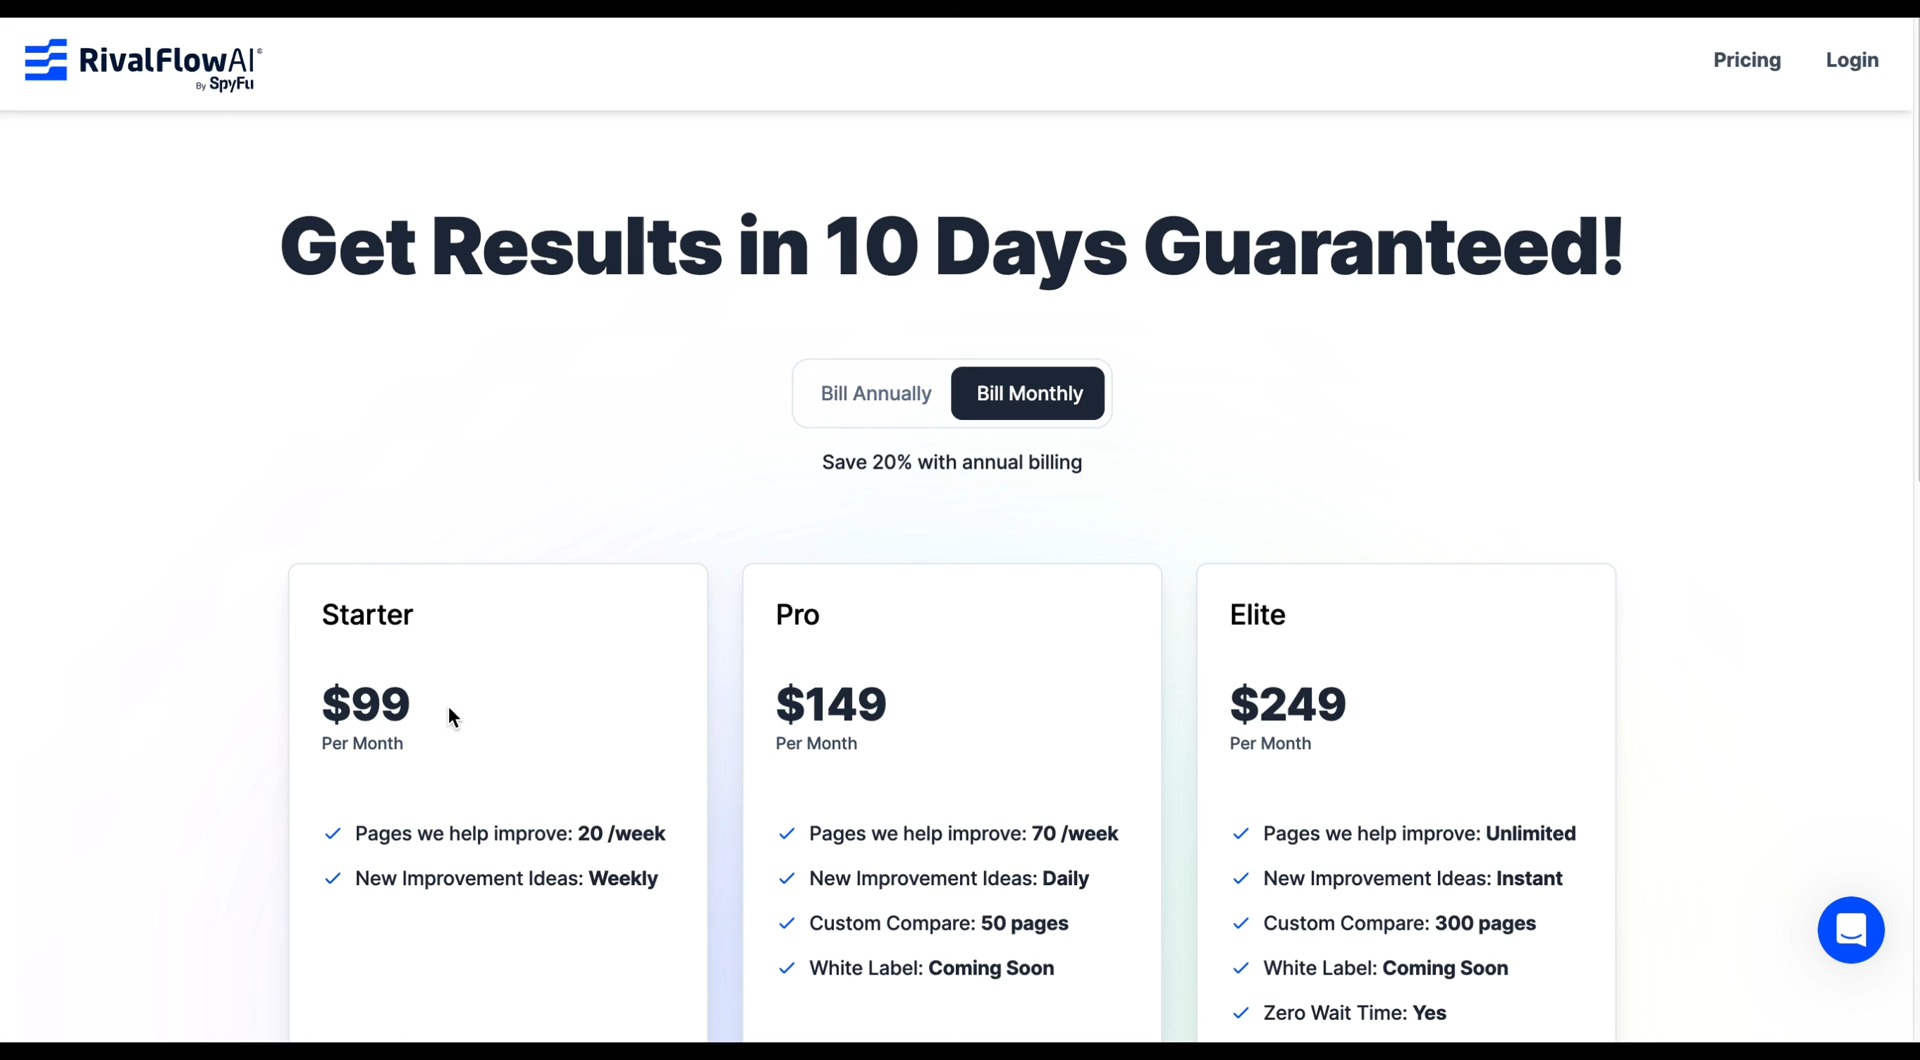 RivalFlowAI®
By SpyFu
Pricing
Login
Get Results in 10 Days Guaranteed!
Bill Annually
Bill Monthly
Save 20% with annual billing
Starter
$99
Per Month
Pages we help improve: 20 /week
New Improvement Ideas: Weekly
Pro
$149
Per Month
Pages we help improve: 70 /week
New Improvement Ideas: Daily
Custom Compare: 50 pages
White Label: Coming Soon
Elite
$249
Per Month
Pages we help improve: Unlimited
New Improvement Ideas: Instant
Custom Compare: 300 pages
White Label: Coming Soon
Zero Wait Time: Yes